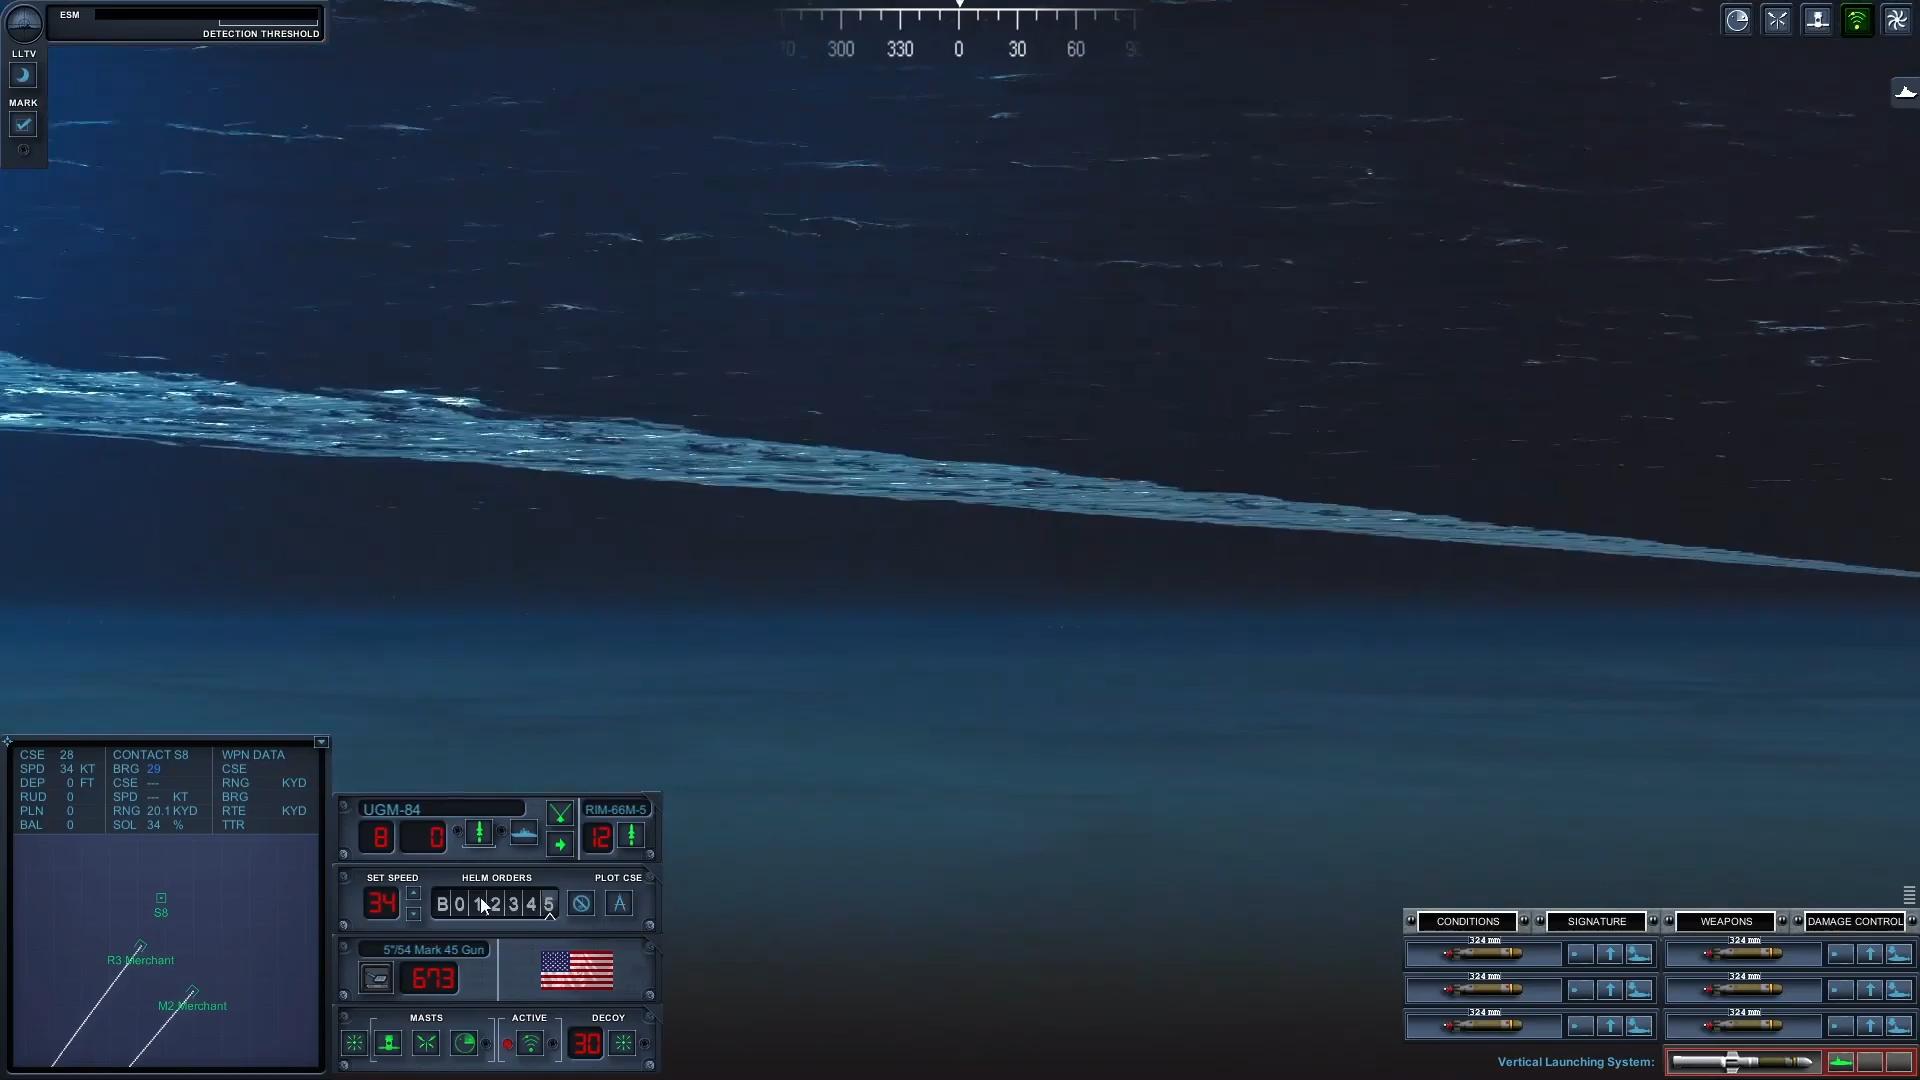 ESM
DETECTION THRESHOLD
LLTV
MARK
300 330 0 30 60
CSE 28
SPD 34 KT
DEP 0 FT
RUD 0
PLN 0
BAL 0
CONTACT S8
BRG 29
CSE ---
SPD --- KT
RNG 20.1 KYD
SOL 34 %
WPN DATA
CSE
RNG KYD
BRG
RTE KYD
TTR
S8
R3 Merchant
M2 Merchant
UGM-84
RIM-66M-5
8 0 12
SET SPEED HELM ORDERS PLOT CSE
34 B 0 1 2 3 4 5
5"/54 Mark 45 Gun
673
MASTS ACTIVE DECOY
30
CONDITIONS SIGNATURE WEAPONS DAMAGE CONTROL
324 mm 324 mm
324 mm 324 mm
324 mm 324 mm
Vertical Launching System: